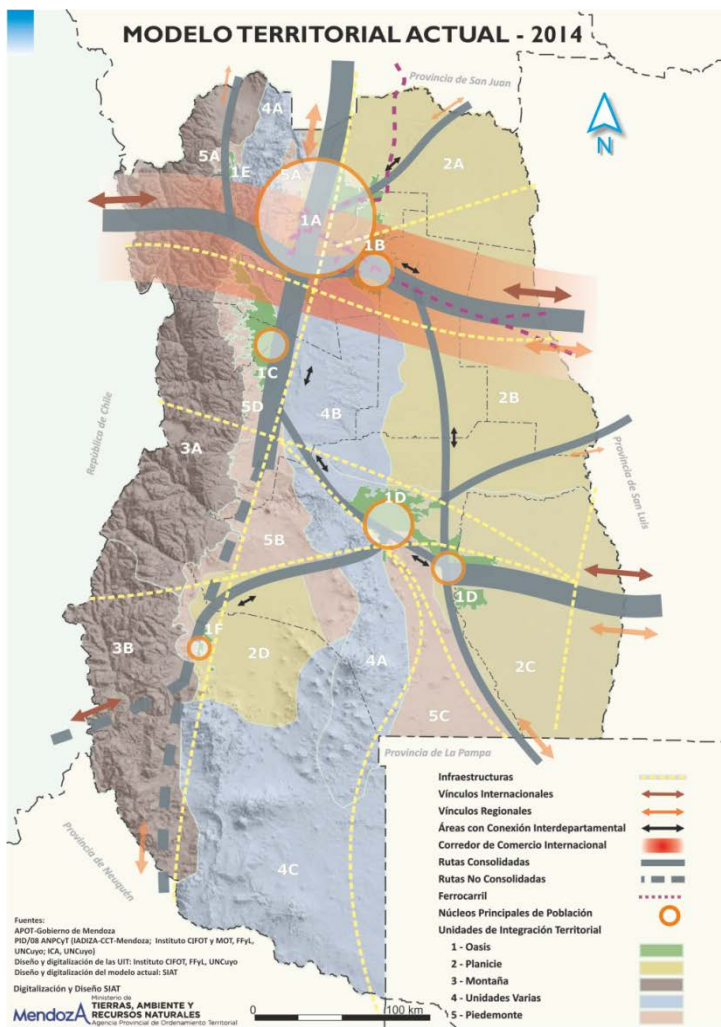 MODELO TERRITORIAL ACTUAL - 2014
Provincia de San Juan
N
4A
5A
1E
5A
2A
1A
1B
1C
5D
4B
2B
3A
República de Chile
1D
Provincia de San Luis
5B
1D
1F
3B
2D
4A
2C
5C
Provincia de La Pampa
Provincia de Neuquén
4C
Infraestructuras
Vínculos Internacionales
Vínculos Regionales
Áreas con Conexión Interdepartamental
Corredor de Comercio Internacional
Rutas Consolidadas
Rutas No Consolidadas
Ferrocarril
Núcleos Principales de Población
Unidades de Integración Territorial
1 - Oasis
2 - Planicie
3 - Montaña
4 - Unidades Varias
5 - Piedemonte
Fuentes:
APOT-Gobierno de Mendoza
PID/08 ANPCyT (IADIZA-CCT-Mendoza; Instituto CIFOT y MOT, FFyL,
UNCuyo; ICA, UNCuyo)
Diseño y digitalización de las UIT: Instituto CIFOT, FFyL, UNCuyo
Diseño y digitalización del modelo actual: SIAT
Digitalización y Diseño SIAT
MendozA
Ministerio de
TIERRAS, AMBIENTE Y
RECURSOS NATURALES
Agencia Provincial de Ordenamiento Territorial
0 100 km